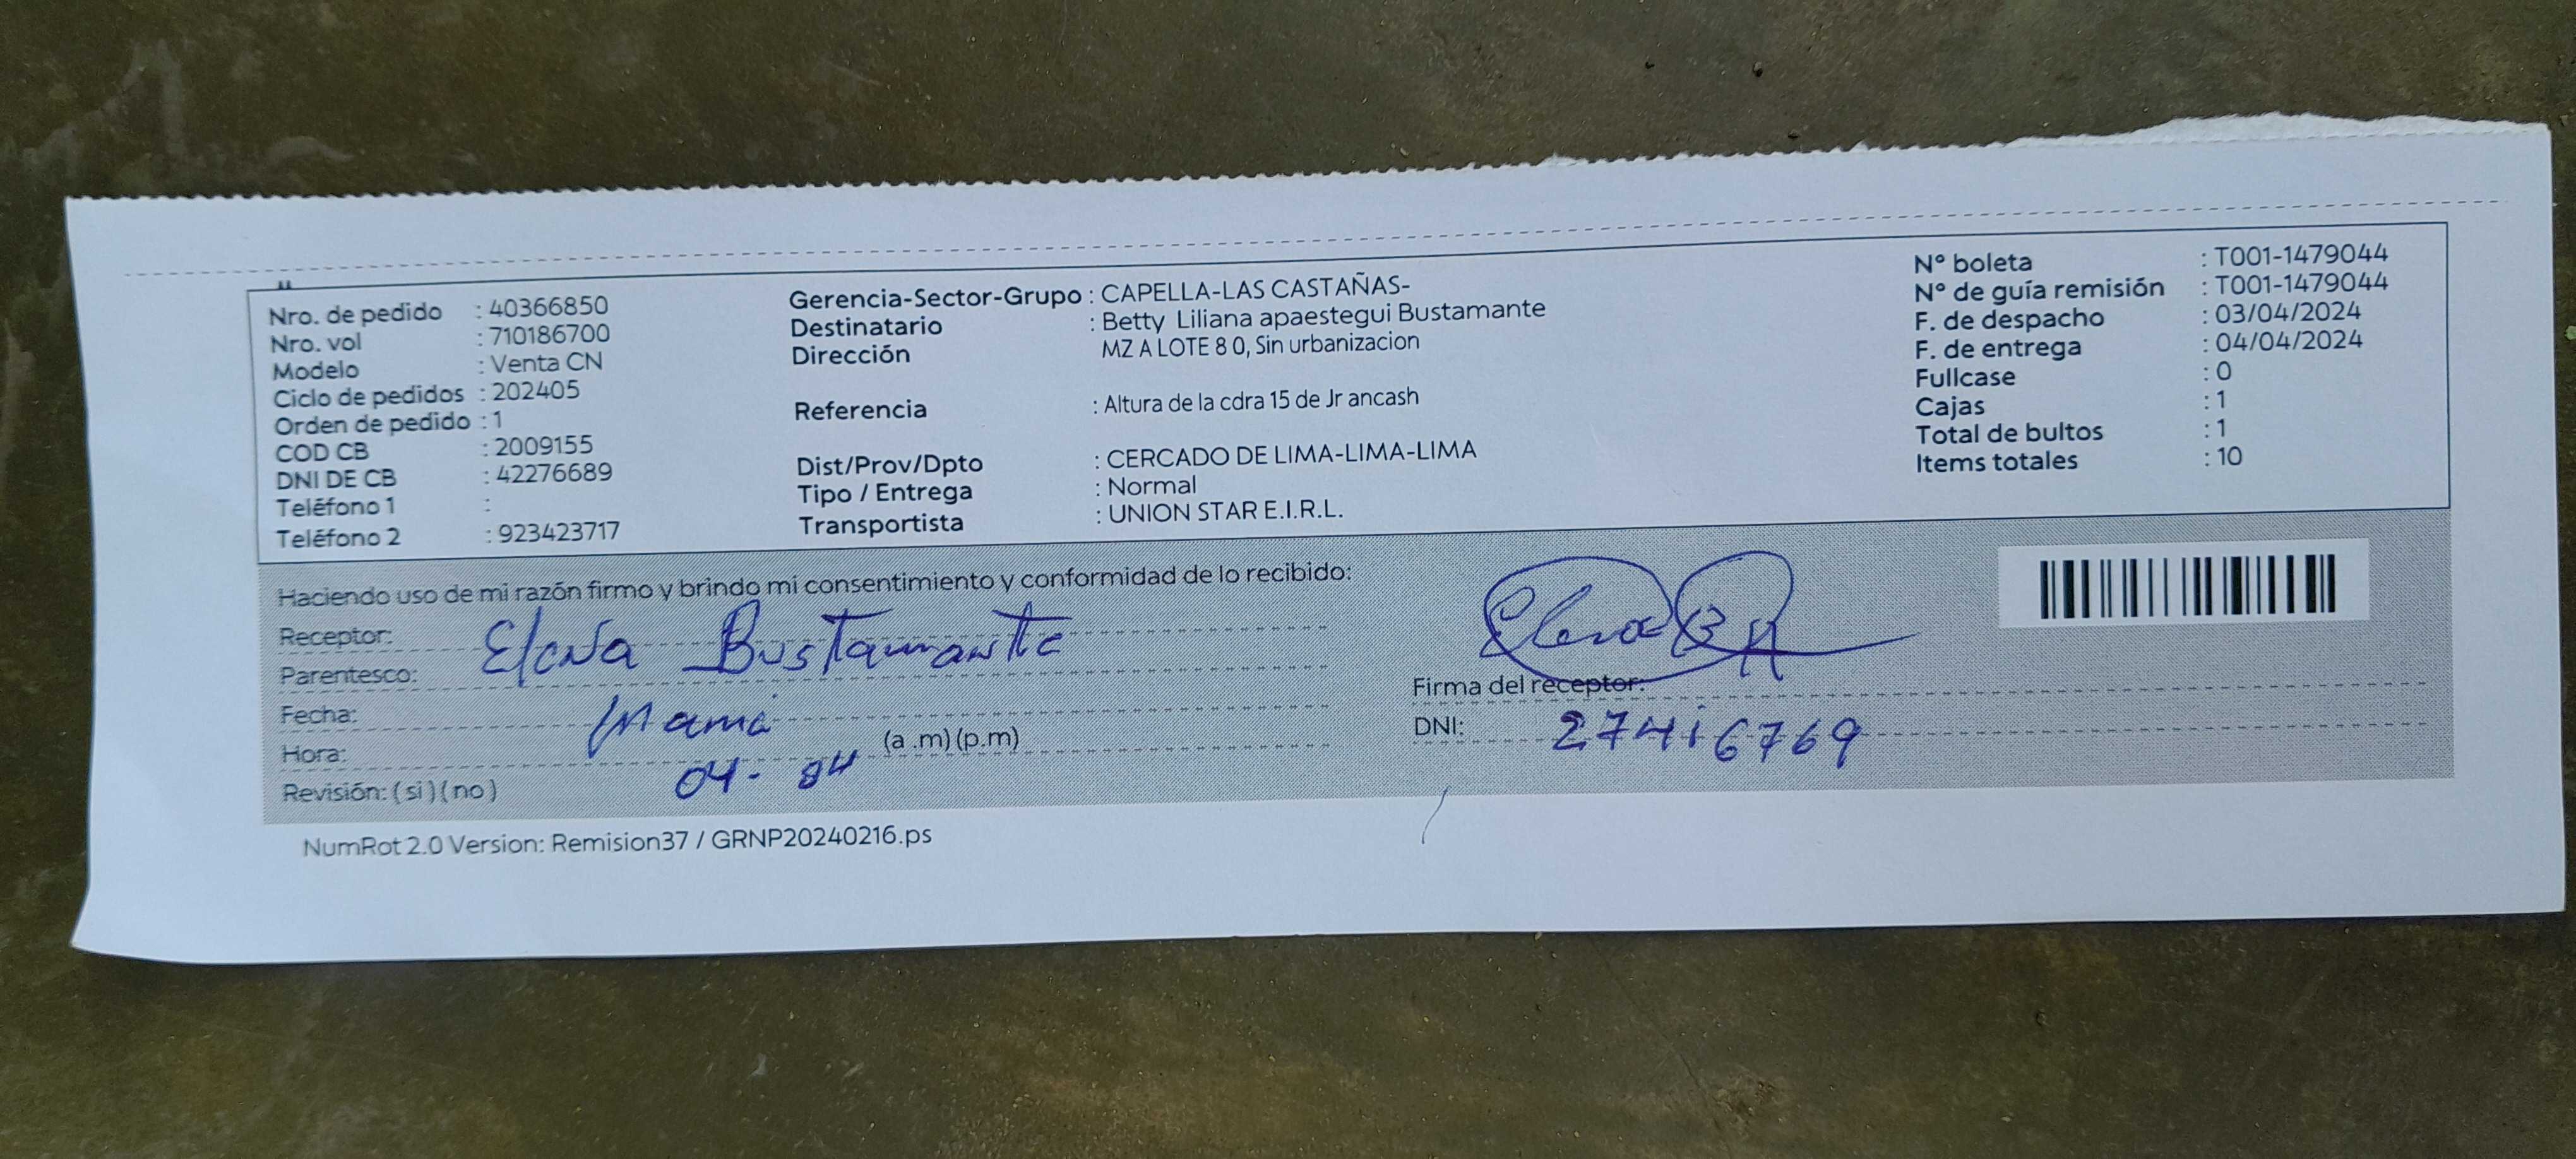 Nro. de pedido : 40366850
Nro. vol : 710186700
Modelo : Venta CN
Ciclo de pedidos : 202405
Orden de pedido : 1
COD CB : 2009155
DNI DE CB : 42276689
Teléfono 1 :
Teléfono 2 : 923423717
Gerencia-Sector-Grupo : CAPELLA-LAS CASTAÑAS-
Destinatario : Betty Liliana apaestegui Bustamante
Dirección MZ A LOTE 8 0, Sin urbanizacion
Referencia : Altura de la cdra 15 de Jr ancash
Dist/Prov/Dpto : CERCADO DE LIMA-LIMA-LIMA
Tipo / Entrega : Normal
Transportista : UNION STAR E.I.R.L.
N° boleta : T001-1479044
N° de guía remisión : T001-1479044
F. de despacho : 03/04/2024
F. de entrega : 04/04/2024
Fullcase : 0
Cajas : 1
Total de bultos : 1
Items totales : 10
Haciendo uso de mi razón firmo y brindo mi consentimiento y conformidad de lo recibido:
Receptor: Elena Bustamante
Parentesco:
Fecha: Mamá
Hora: (a .m) (p.m)
04-04
Revisión: ( si ) ( no )
Firma del receptor:
DNI: 27416769
NumRot 2.0 Version: Remision37 / GRNP20240216.ps